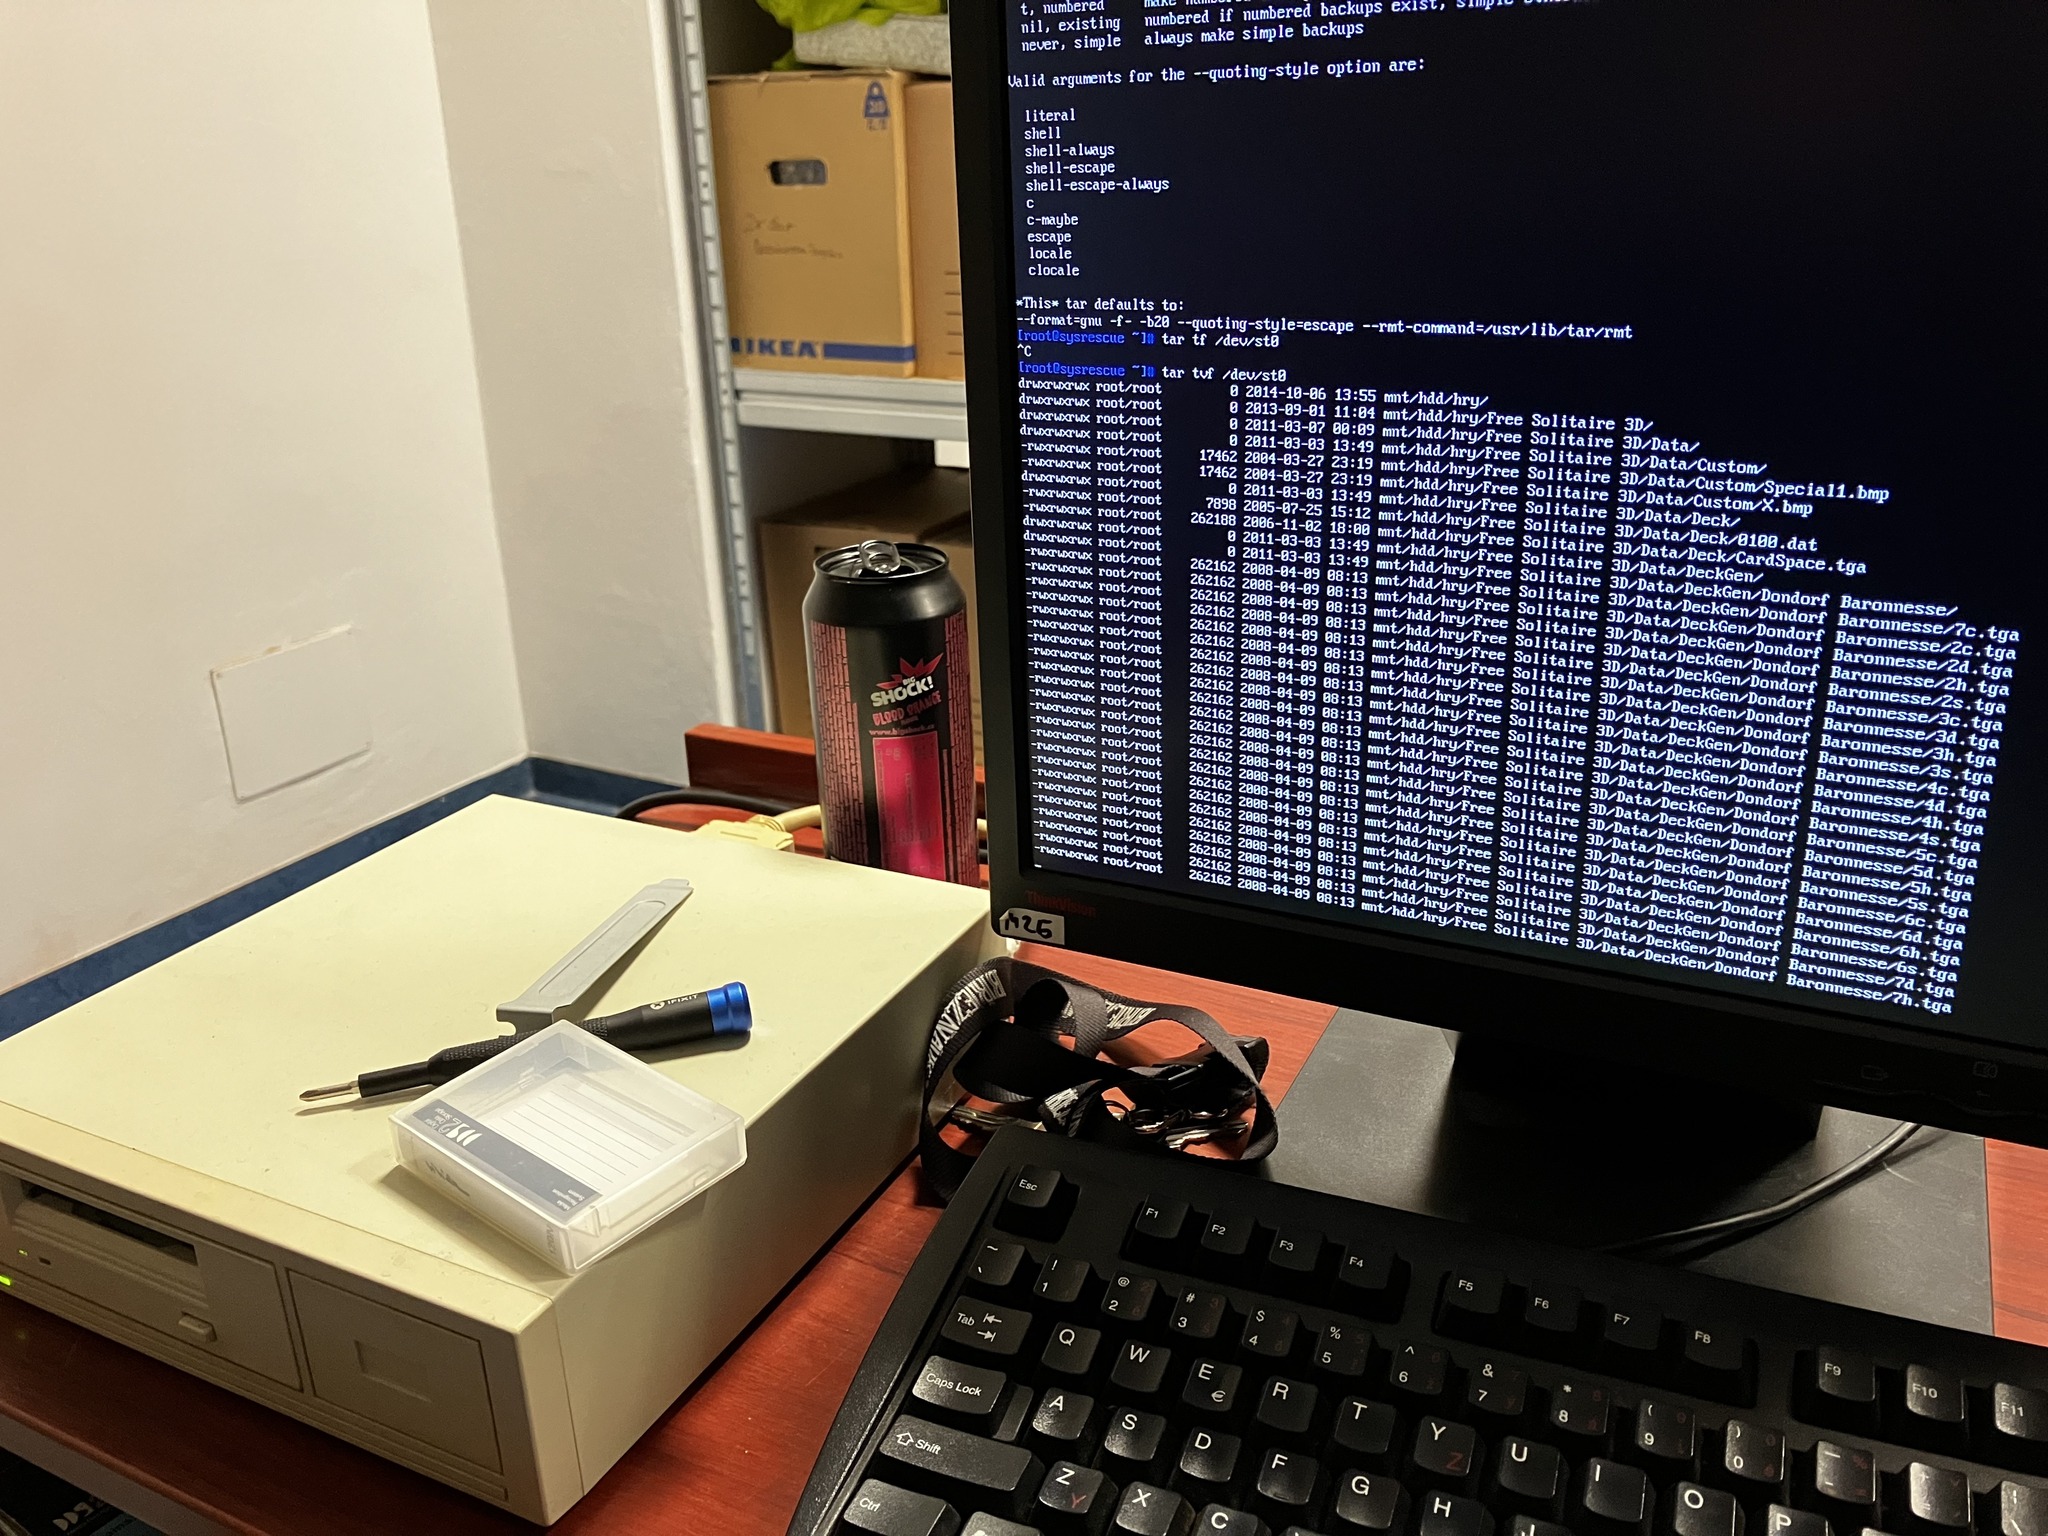 t, numbered
nil, existing numbered if numbered backups exist, simple
never, simple always make simple backups
Valid arguments for the --quoting-style option are:
literal
shell
shell-always
shell-escape
shell-escape-always
c
c-maybe
escape
locale
clocale
*This* tar defaults to:
--format=gnu -f- -b20 --quoting-style=escape --rmt-command=/usr/lib/tar/rmt
[root@sysrescue ~]# tar tf /dev/st0
^C
[root@sysrescue ~]# tar tvf /dev/st0
drwxrwxrwx root/root 0 2014-10-06 13:55 mnt/hdd/hry/
drwxrwxrwx root/root 0 2013-09-01 11:04 mnt/hdd/hry/Free Solitaire 3D/
drwxrwxrwx root/root 0 2011-03-07 00:09 mnt/hdd/hry/Free Solitaire 3D/Data/
drwxrwxrwx root/root 0 2011-03-03 13:49 mnt/hdd/hry/Free Solitaire 3D/Data/Custom/
-rwxrwxrwx root/root 17462 2004-03-27 23:19 mnt/hdd/hry/Free Solitaire 3D/Data/Custom/Special1.bmp
-rwxrwxrwx root/root 17462 2004-03-27 23:19 mnt/hdd/hry/Free Solitaire 3D/Data/Custom/X.bmp
drwxrwxrwx root/root 0 2011-03-03 13:49 mnt/hdd/hry/Free Solitaire 3D/Data/Deck/
-rwxrwxrwx root/root 7898 2005-07-25 15:12 mnt/hdd/hry/Free Solitaire 3D/Data/Deck/0100.dat
-rwxrwxrwx root/root 262188 2006-11-02 18:00 mnt/hdd/hry/Free Solitaire 3D/Data/Deck/CardSpace.tga
drwxrwxrwx root/root 0 2011-03-03 13:49 mnt/hdd/hry/Free Solitaire 3D/Data/DeckGen/
drwxrwxrwx root/root 0 2011-03-03 13:49 mnt/hdd/hry/Free Solitaire 3D/Data/DeckGen/Dondorf Baronnesse/
-rwxrwxrwx root/root 262162 2008-04-09 08:13 mnt/hdd/hry/Free Solitaire 3D/Data/DeckGen/Dondorf Baronnesse/7c.tga
-rwxrwxrwx root/root 262162 2008-04-09 08:13 mnt/hdd/hry/Free Solitaire 3D/Data/DeckGen/Dondorf Baronnesse/2c.tga
-rwxrwxrwx root/root 262162 2008-04-09 08:13 mnt/hdd/hry/Free Solitaire 3D/Data/DeckGen/Dondorf Baronnesse/2d.tga
-rwxrwxrwx root/root 262162 2008-04-09 08:13 mnt/hdd/hry/Free Solitaire 3D/Data/DeckGen/Dondorf Baronnesse/2h.tga
-rwxrwxrwx root/root 262162 2008-04-09 08:13 mnt/hdd/hry/Free Solitaire 3D/Data/DeckGen/Dondorf Baronnesse/2s.tga
-rwxrwxrwx root/root 262162 2008-04-09 08:13 mnt/hdd/hry/Free Solitaire 3D/Data/DeckGen/Dondorf Baronnesse/3c.tga
-rwxrwxrwx root/root 262162 2008-04-09 08:13 mnt/hdd/hry/Free Solitaire 3D/Data/DeckGen/Dondorf Baronnesse/3d.tga
-rwxrwxrwx root/root 262162 2008-04-09 08:13 mnt/hdd/hry/Free Solitaire 3D/Data/DeckGen/Dondorf Baronnesse/3h.tga
-rwxrwxrwx root/root 262162 2008-04-09 08:13 mnt/hdd/hry/Free Solitaire 3D/Data/DeckGen/Dondorf Baronnesse/3s.tga
-rwxrwxrwx root/root 262162 2008-04-09 08:13 mnt/hdd/hry/Free Solitaire 3D/Data/DeckGen/Dondorf Baronnesse/4c.tga
-rwxrwxrwx root/root 262162 2008-04-09 08:13 mnt/hdd/hry/Free Solitaire 3D/Data/DeckGen/Dondorf Baronnesse/4d.tga
-rwxrwxrwx root/root 262162 2008-04-09 08:13 mnt/hdd/hry/Free Solitaire 3D/Data/DeckGen/Dondorf Baronnesse/4h.tga
-rwxrwxrwx root/root 262162 2008-04-09 08:13 mnt/hdd/hry/Free Solitaire 3D/Data/DeckGen/Dondorf Baronnesse/4s.tga
-rwxrwxrwx root/root 262162 2008-04-09 08:13 mnt/hdd/hry/Free Solitaire 3D/Data/DeckGen/Dondorf Baronnesse/5c.tga
-rwxrwxrwx root/root 262162 2008-04-09 08:13 mnt/hdd/hry/Free Solitaire 3D/Data/DeckGen/Dondorf Baronnesse/5d.tga
-rwxrwxrwx root/root 262162 2008-04-09 08:13 mnt/hdd/hry/Free Solitaire 3D/Data/DeckGen/Dondorf Baronnesse/5h.tga
-rwxrwxrwx root/root 262162 2008-04-09 08:13 mnt/hdd/hry/Free Solitaire 3D/Data/DeckGen/Dondorf Baronnesse/5s.tga
-rwxrwxrwx root/root 262162 2008-04-09 08:13 mnt/hdd/hry/Free Solitaire 3D/Data/DeckGen/Dondorf Baronnesse/6c.tga
-rwxrwxrwx root/root 262162 2008-04-09 08:13 mnt/hdd/hry/Free Solitaire 3D/Data/DeckGen/Dondorf Baronnesse/6d.tga
-rwxrwxrwx root/root 262162 2008-04-09 08:13 mnt/hdd/hry/Free Solitaire 3D/Data/DeckGen/Dondorf Baronnesse/6h.tga
-rwxrwxrwx root/root 262162 2008-04-09 08:13 mnt/hdd/hry/Free Solitaire 3D/Data/DeckGen/Dondorf Baronnesse/6s.tga
-rwxrwxrwx root/root 262162 2008-04-09 08:13 mnt/hdd/hry/Free Solitaire 3D/Data/DeckGen/Dondorf Baronnesse/7d.tga
-rwxrwxrwx root/root 262162 2008-04-09 08:13 mnt/hdd/hry/Free Solitaire 3D/Data/DeckGen/Dondorf Baronnesse/7h.tga
ThinkVision
IKEA
BIG
SHOCK!
BLOOD ORANGE
IFIXIT
Esc F1 F2 F3 F4 F5 F6 F7 F8 F9 F10 F11
~ ` ! 1 @ 2 # 3 $ 4 % 5 ^ 6 & 7 * 8 ( 9 ) 0
Tab Q W E € R T Y Z U I O P
Caps Lock A S D F G H J
Shift Z Y X C
Ctrl